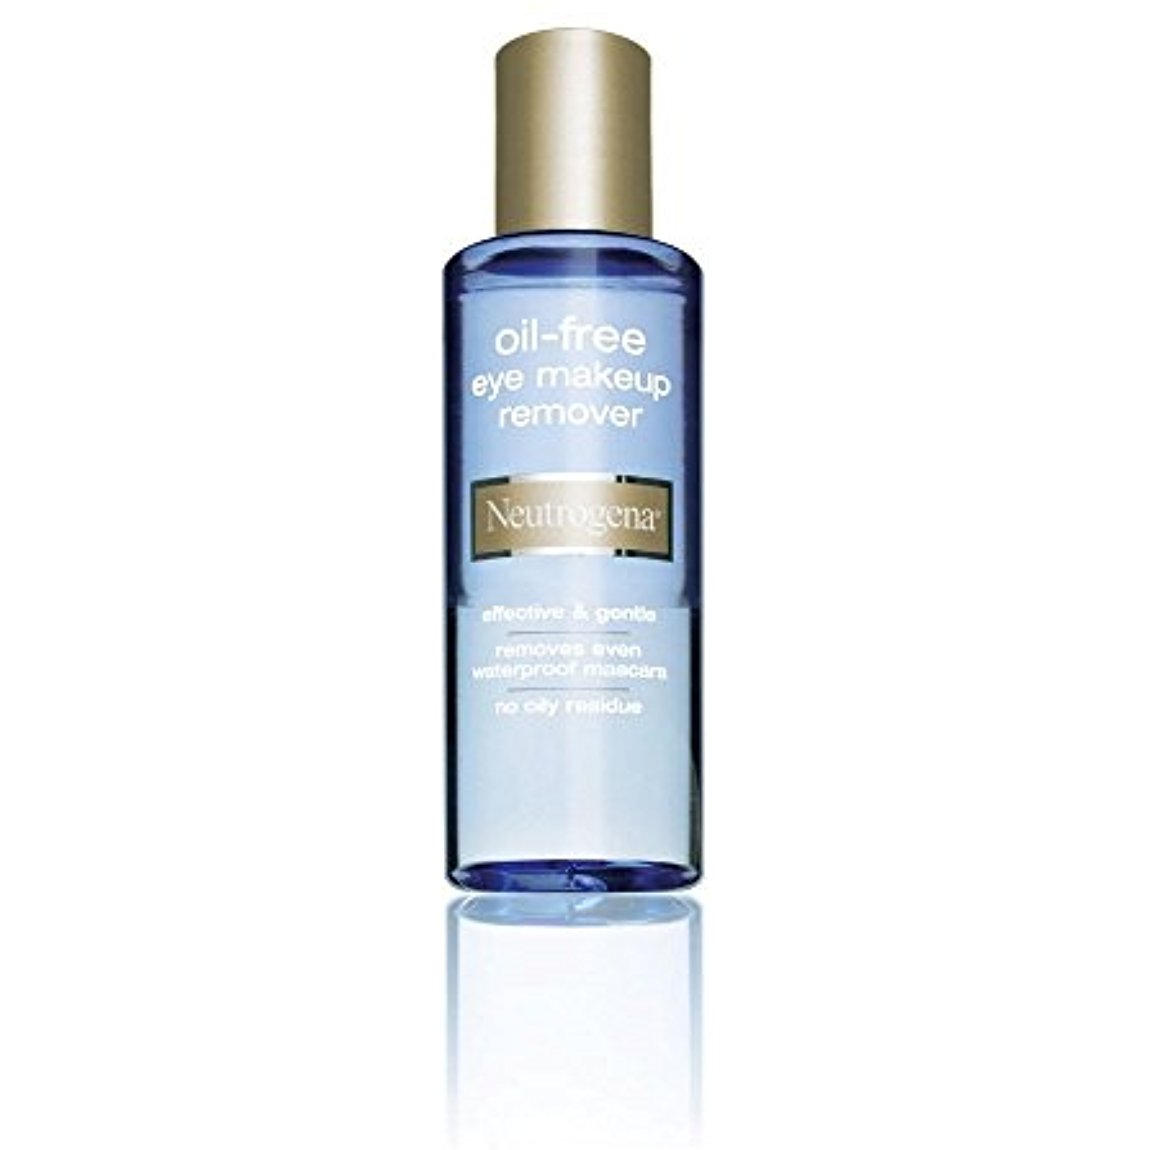 oil-free
eye makeup
remover
Neutrogena®
effective & gentle
removes even
waterproof mascara
no oily residue